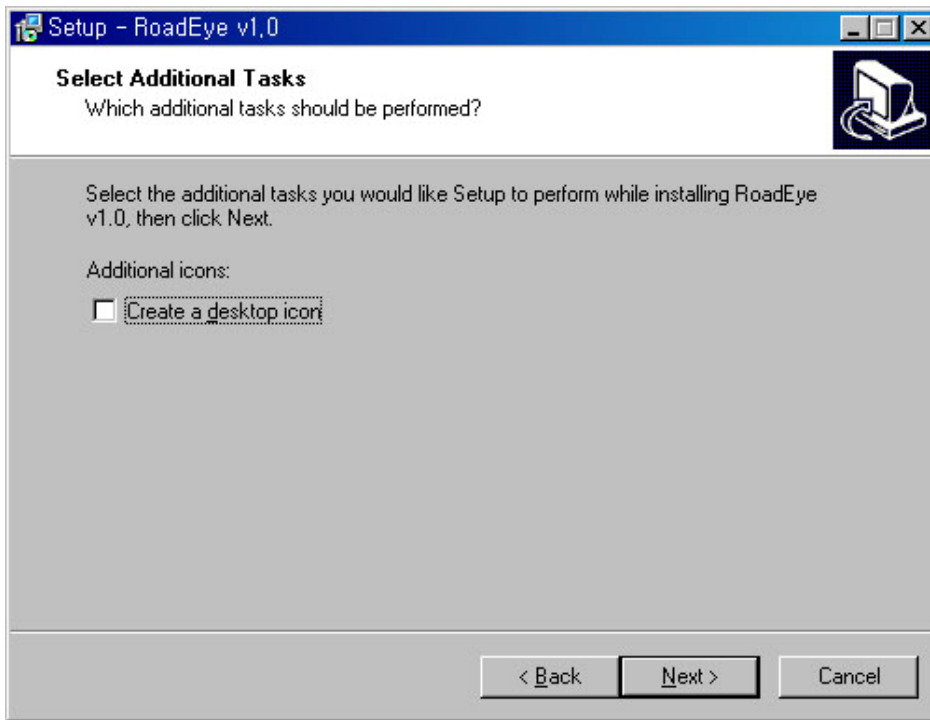 Setup - RoadEye v1,0
Select Additional Tasks
Which additional tasks should be performed?
Select the additional tasks you would like Setup to perform while installing RoadEye
v1.0, then click Next.
Additional icons:
Create a desktop icon
< Back
Next >
Cancel